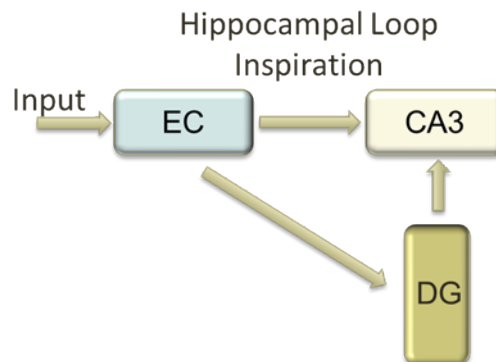 Hippocampal Loop
Inspiration
Input
EC
CA3
DG